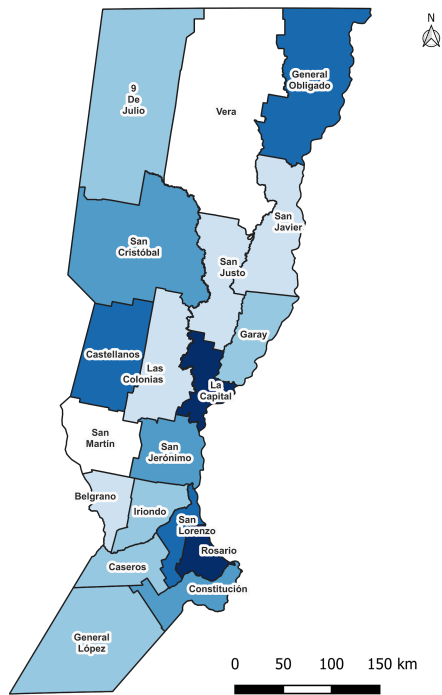 N
9
De
Julio
General
Obligado
Vera
San
Javier
San
Cristóbal
San
Justo
Garay
Castellanos
Las
Colonias
La
Capital
San
Martín
San
Jerónimo
Belgrano
Iriondo
San
Lorenzo
Rosario
Caseros
Constitución
General
López
0 50 100 150 km